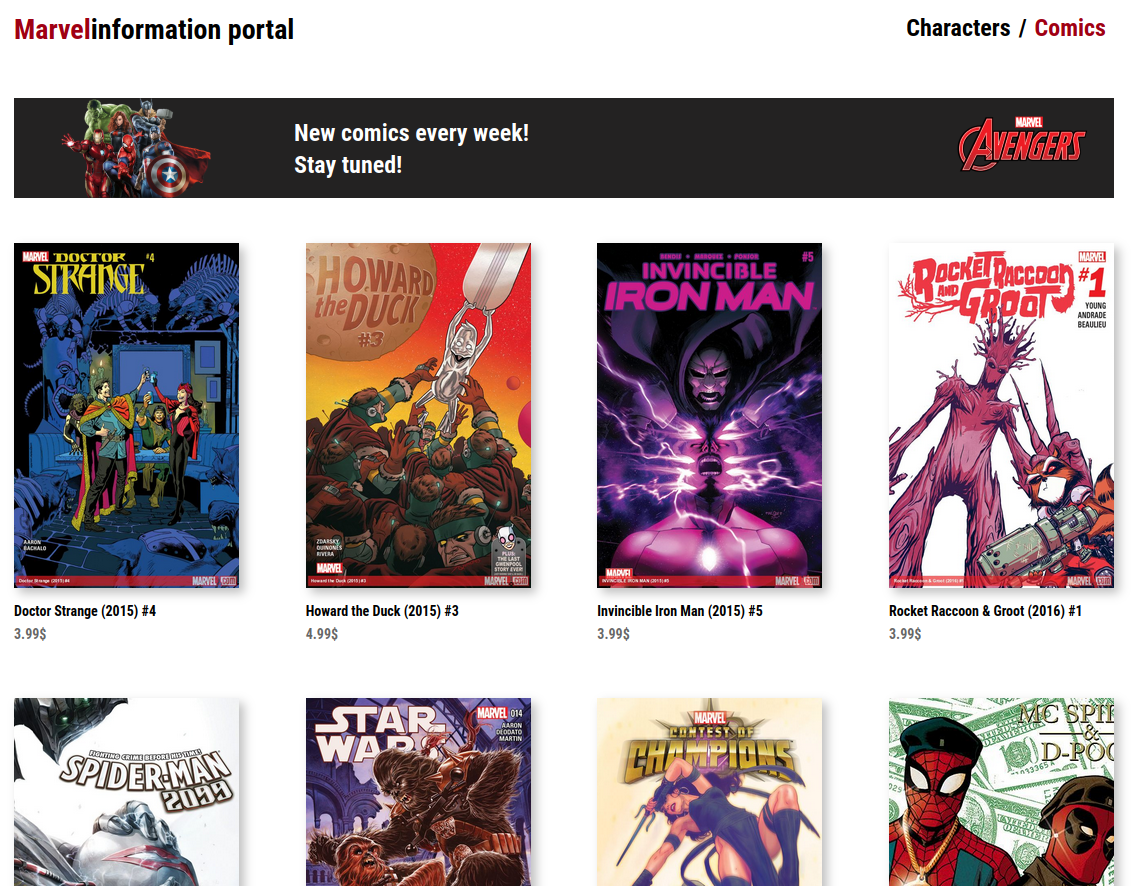 Marvel information portal
Characters / Comics
New comics every week!
Stay tuned!
MARVEL
AVENGERS
MARVEL
DOCTOR
STRANGE
#4
AARON
BACHALO
Doctor Strange (2015) #4
MARVEL .com
HOWARD
the DUCK
#3
ZDARSKY
QUINONES
RIVERA
MARVEL
PLUS:
THE LAST
GWENPOOL
STORY EVER
Howard the Duck (2015) #3
MARVEL .com
BENDIS • MARQUEZ • PONSOR
#5
INVINCIBLE
IRON MAN
MARVEL
INVINCIBLE IRON MAN (2015) #5
MARVEL .com
MARVEL
ROCKET RACCOON
AND
GROOT
#1
YOUNG
ANDRADE
BEAULIEU
Rocket Raccoon & Groot (2016) #1
MARVEL .com
Doctor Strange (2015) #4
3.99$
Howard the Duck (2015) #3
4.99$
Invincible Iron Man (2015) #5
3.99$
Rocket Raccoon & Groot (2016) #1
3.99$
FIGHTING CRIME BEFORE HIS TIME!
SPIDER-MAN
2099
STAR
WARS
MARVEL 014
AARON
DEODATO
MARTIN
MARVEL
CONTEST OF
CHAMPIONS
MC SPI
&
D-POO